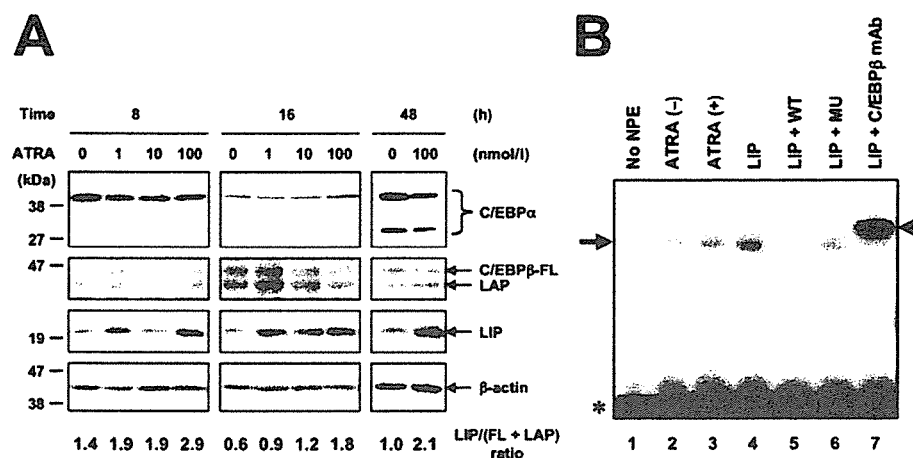 A
Time 8 16 48 (h)
ATRA 0 1 10 100 0 1 10 100 0 100 (nmol/l)
(kDa)
38
27
C/EBPα
47
C/EBPβ-FL
LAP
19
LIP
47
38
β-actin
1.4 1.9 1.9 2.9 0.6 0.9 1.2 1.8 1.0 2.1 LIP/(FL + LAP)
ratio
B
No NPE
ATRA (–)
ATRA (+)
LIP
LIP + WT
LIP + MU
LIP + C/EBPβ mAb
*
1 2 3 4 5 6 7